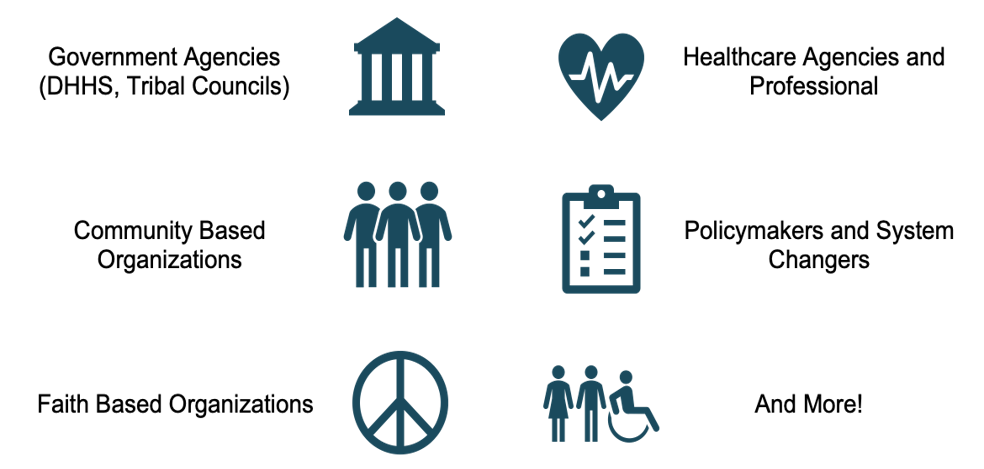 Government Agencies
(DHHS, Tribal Councils)
Healthcare Agencies and
Professional
Community Based
Organizations
Policymakers and System
Changers
Faith Based Organizations
And More!